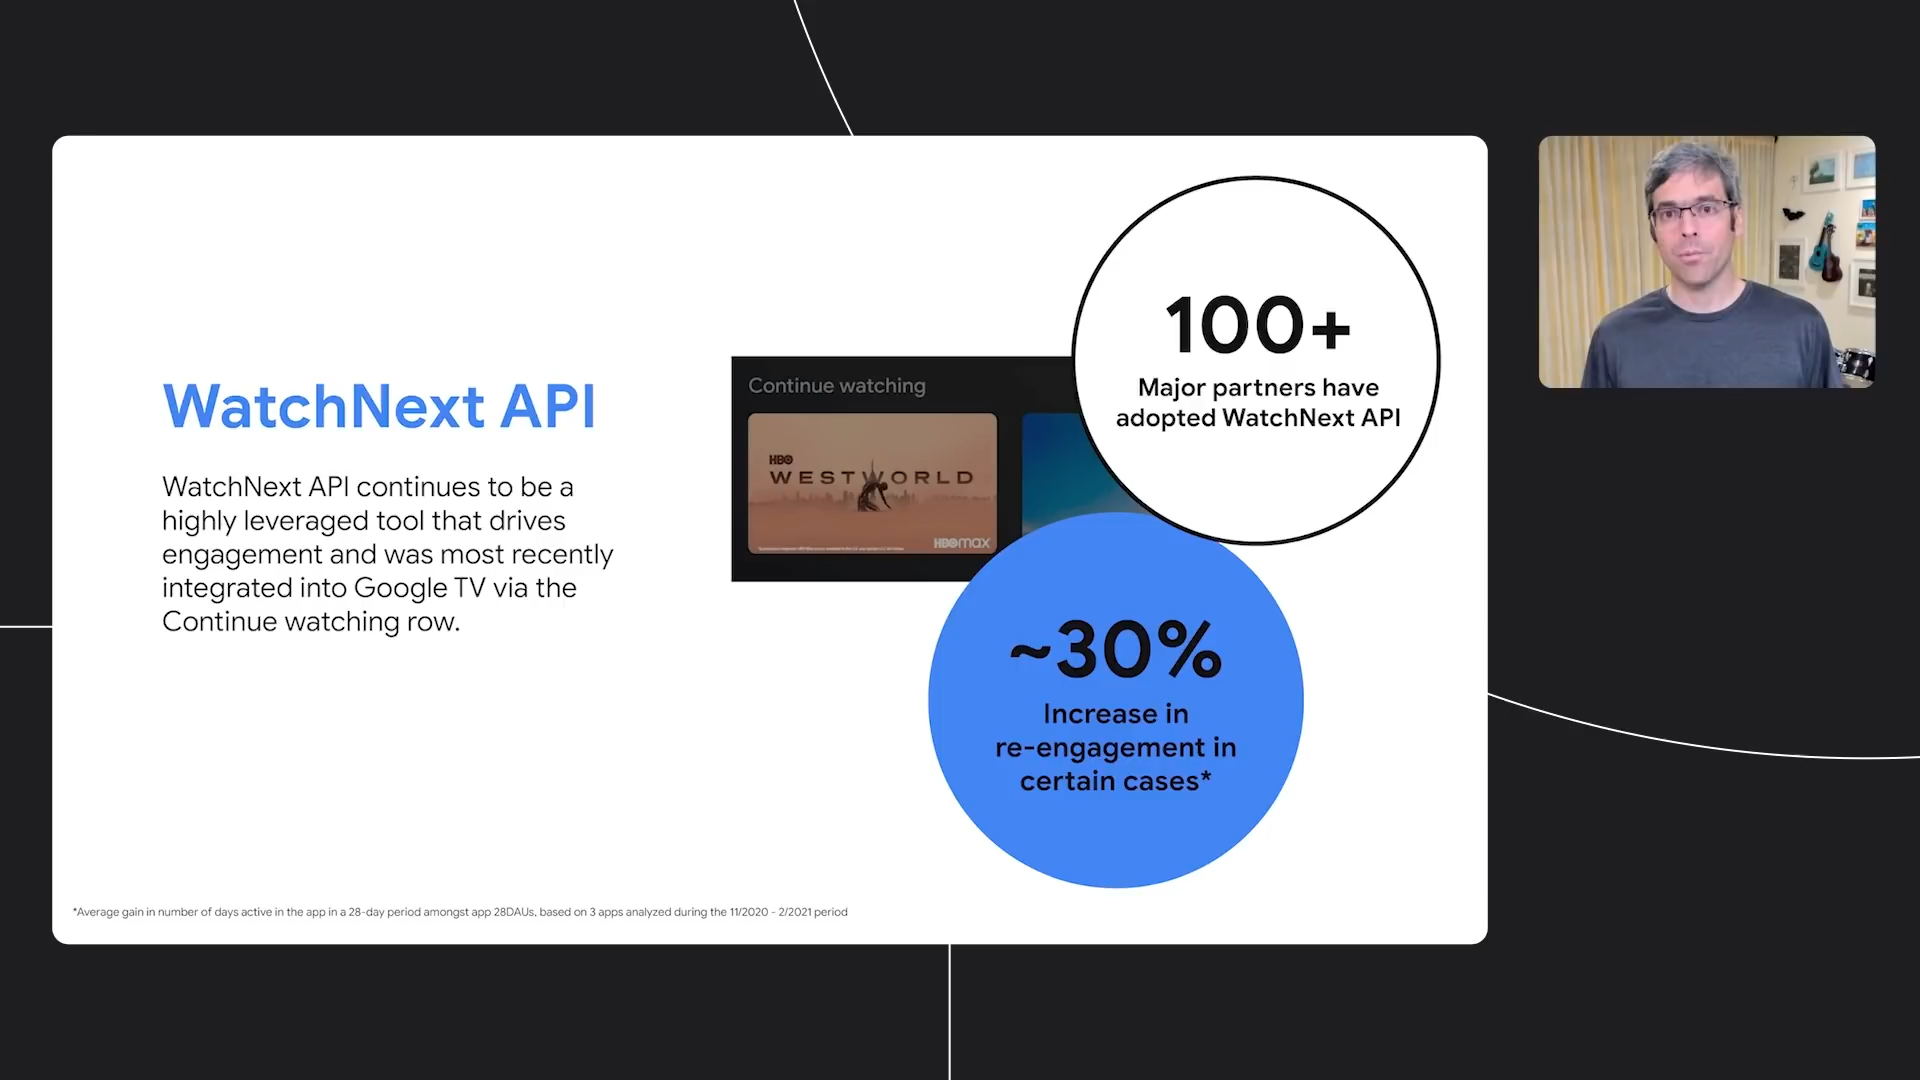 WatchNext API
WatchNext API continues to be a
highly leveraged tool that drives
engagement and was most recently
integrated into Google TV via the
Continue watching row.
Continue watching
HBO
WESTWORLD
HBOmax
100+
Major partners have
adopted WatchNext API
~30%
Increase in
re-engagement in
certain cases*
*Average gain in number of days active in the app in a 28-day period amongst app 28DAUs, based on 3 apps analyzed during the 11/2020 - 2/2021 period